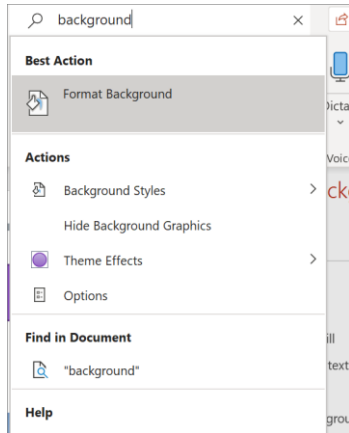 background
Best Action
Format Background
Dicta
Actions
Voic
Background Styles
Hide Background Graphics
Theme Effects
Options
Find in Document
ill
"background"
text
Help
grou